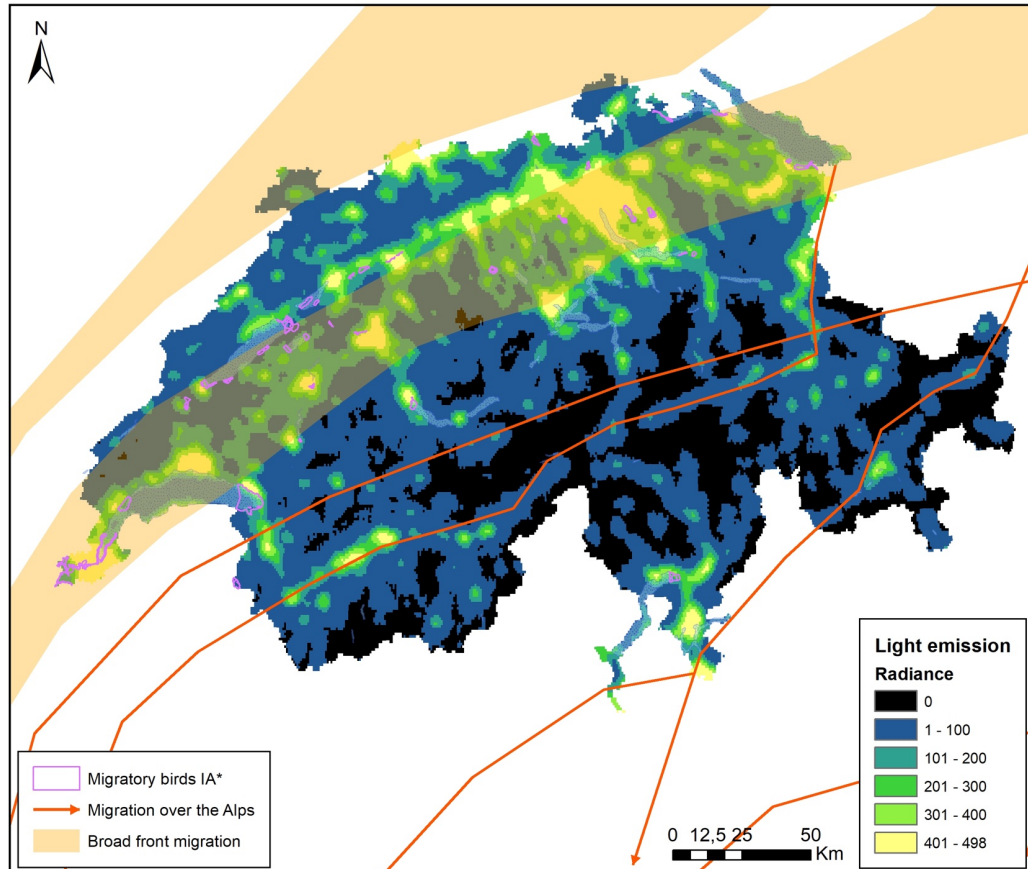 N
Light emission
Radiance
0
1 - 100
101 - 200
201 - 300
301 - 400
401 - 498
Migratory birds IA*
Migration over the Alps
Broad front migration
0 12,5 25 50
Km